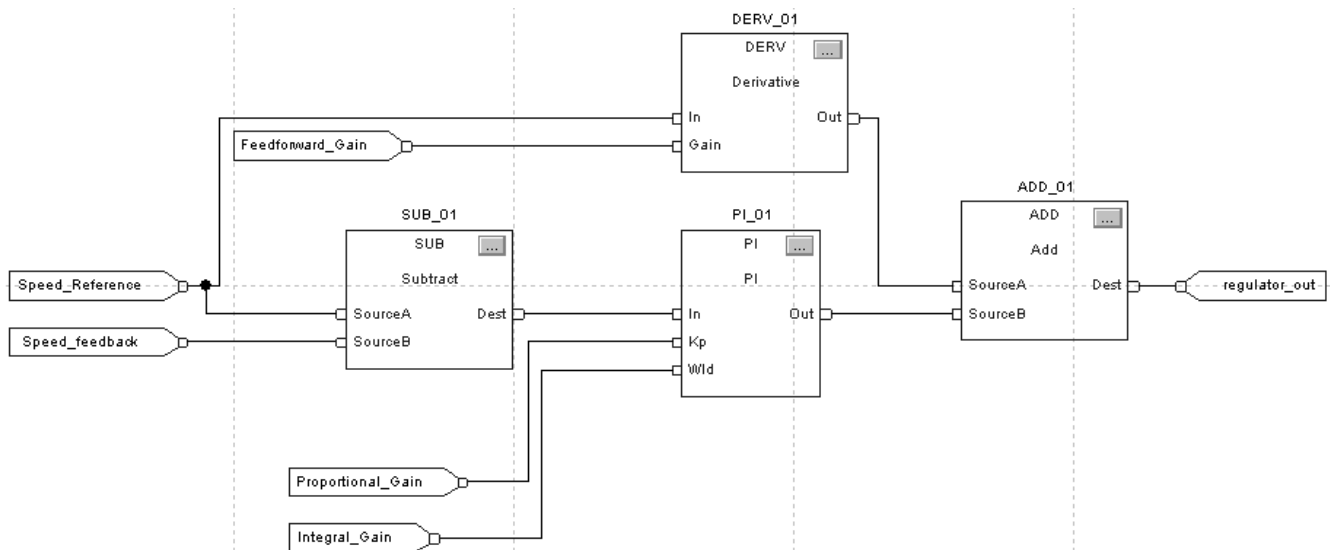 DERV_01
DERV
...
Derivative
In
Out
Feedforward_Gain
Gain
SUB_01
SUB
...
Subtract
PI_01
PI
...
PI
ADD_01
ADD
...
Add
Speed_Reference
SourceA
Dest
In
Out
SourceA
Dest
regulator_out
Speed_feedback
SourceB
Kp
SourceB
Wld
Proportional_Gain
Integral_Gain